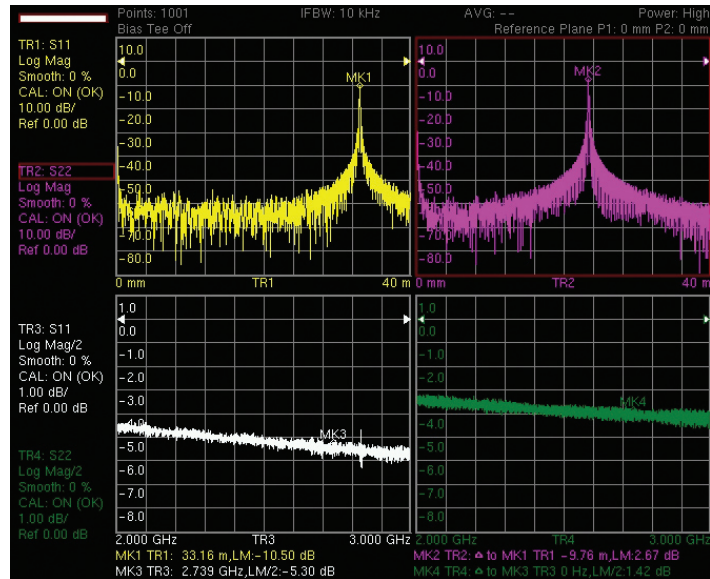 Points: 1001 IFBW: 10 kHz AVG: -- Power: High
Bias Tee Off Reference Plane P1: 0 mm P2: 0 mm
TR1: S11
Log Mag
Smooth: 0 %
CAL: ON (OK)
10.00 dB/
Ref 0.00 dB
TR2: S22
Log Mag
Smooth: 0 %
CAL: ON (OK)
10.00 dB/
Ref 0.00 dB
10.0
0.0
-10.0
-20.0
-30.0
-40.0
-50.0
-80.0
MK1
0 mm TR1 40 m
10.0
0.0
-10.0
-20.0
-30.0
-40.0
-50.0
-60.0
-80.0
MK2
0 mm TR2 40 m
TR3: S11
Log Mag/2
Smooth: 0 %
CAL: ON (OK)
1.00 dB/
Ref 0.00 dB
TR4: S22
Log Mag/2
Smooth: 0 %
CAL: ON (OK)
1.00 dB/
Ref 0.00 dB
1.0
0.0
-1.0
-2.0
-3.0
-4.0
-5.0
-6.0
-7.0
-8.0
MK3
2.000 GHz TR3 3.000 GHz
1.0
0.0
-1.0
-2.0
-3.0
-4.0
-5.0
-6.0
-7.0
-8.0
MK4
2.000 GHz TR4 3.000 GHz
MK1 TR1: 33.16 m,LM:-10.50 dB
MK3 TR3: 2.739 GHz,LM/2:-5.30 dB
MK2 TR2: Δ to MK1 TR1 -9.76 m,LM:2.67 dB
MK4 TR4: Δ to MK3 TR3 0 Hz,LM/2:1.42 dB